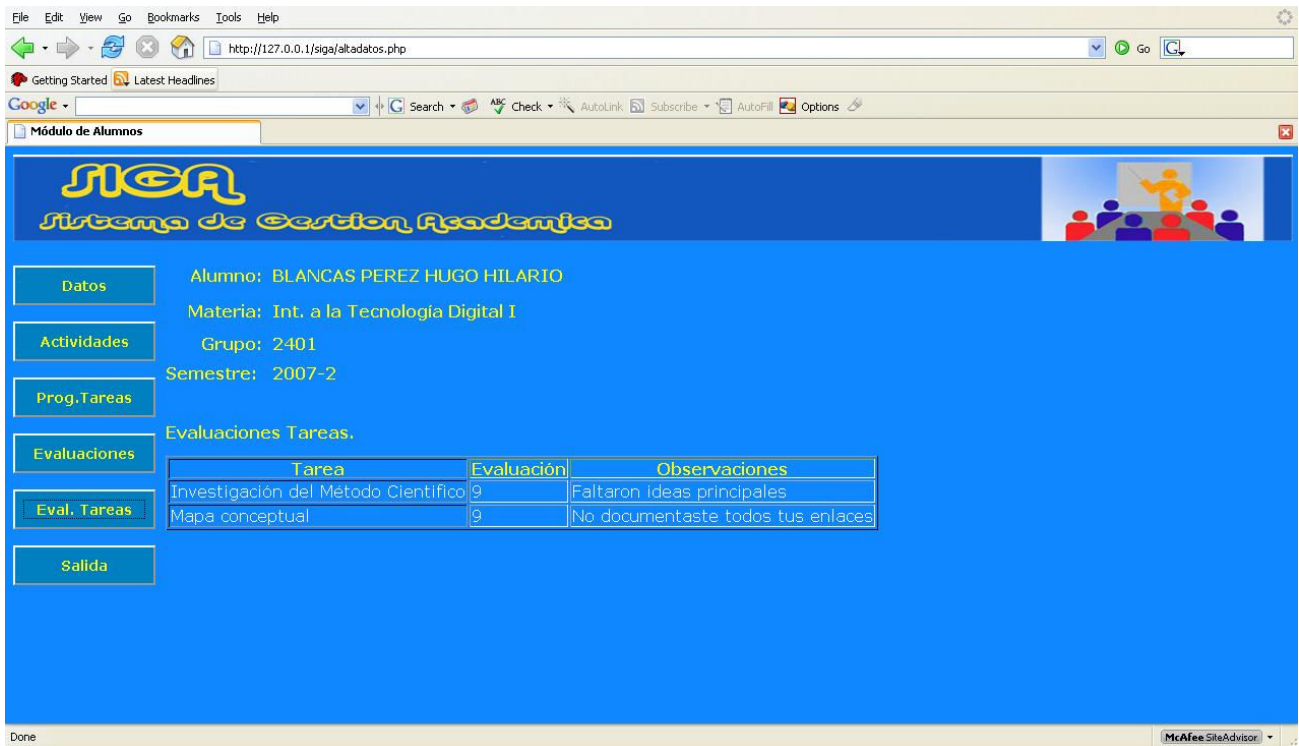 File Edit View Go Bookmarks Tools Help
http://127.0.0.1/siga/altadatos.php Go G
Getting Started Latest Headlines
Google Search ABC Check AutoLink Subscribe AutoFill Options
Módulo de Alumnos
SIGA
Sistema de Gestion Academica
Datos
Actividades
Prog.Tareas
Evaluaciones
Eval. Tareas
Salida
Alumno: BLANCAS PEREZ HUGO HILARIO
Materia: Int. a la Tecnología Digital I
Grupo: 2401
Semestre: 2007-2
Evaluaciones Tareas.
Tarea Evaluación Observaciones
Investigación del Método Científico 9 Faltaron ideas principales
Mapa conceptual 9 No documentaste todos tus enlaces
Done McAfee SiteAdvisor